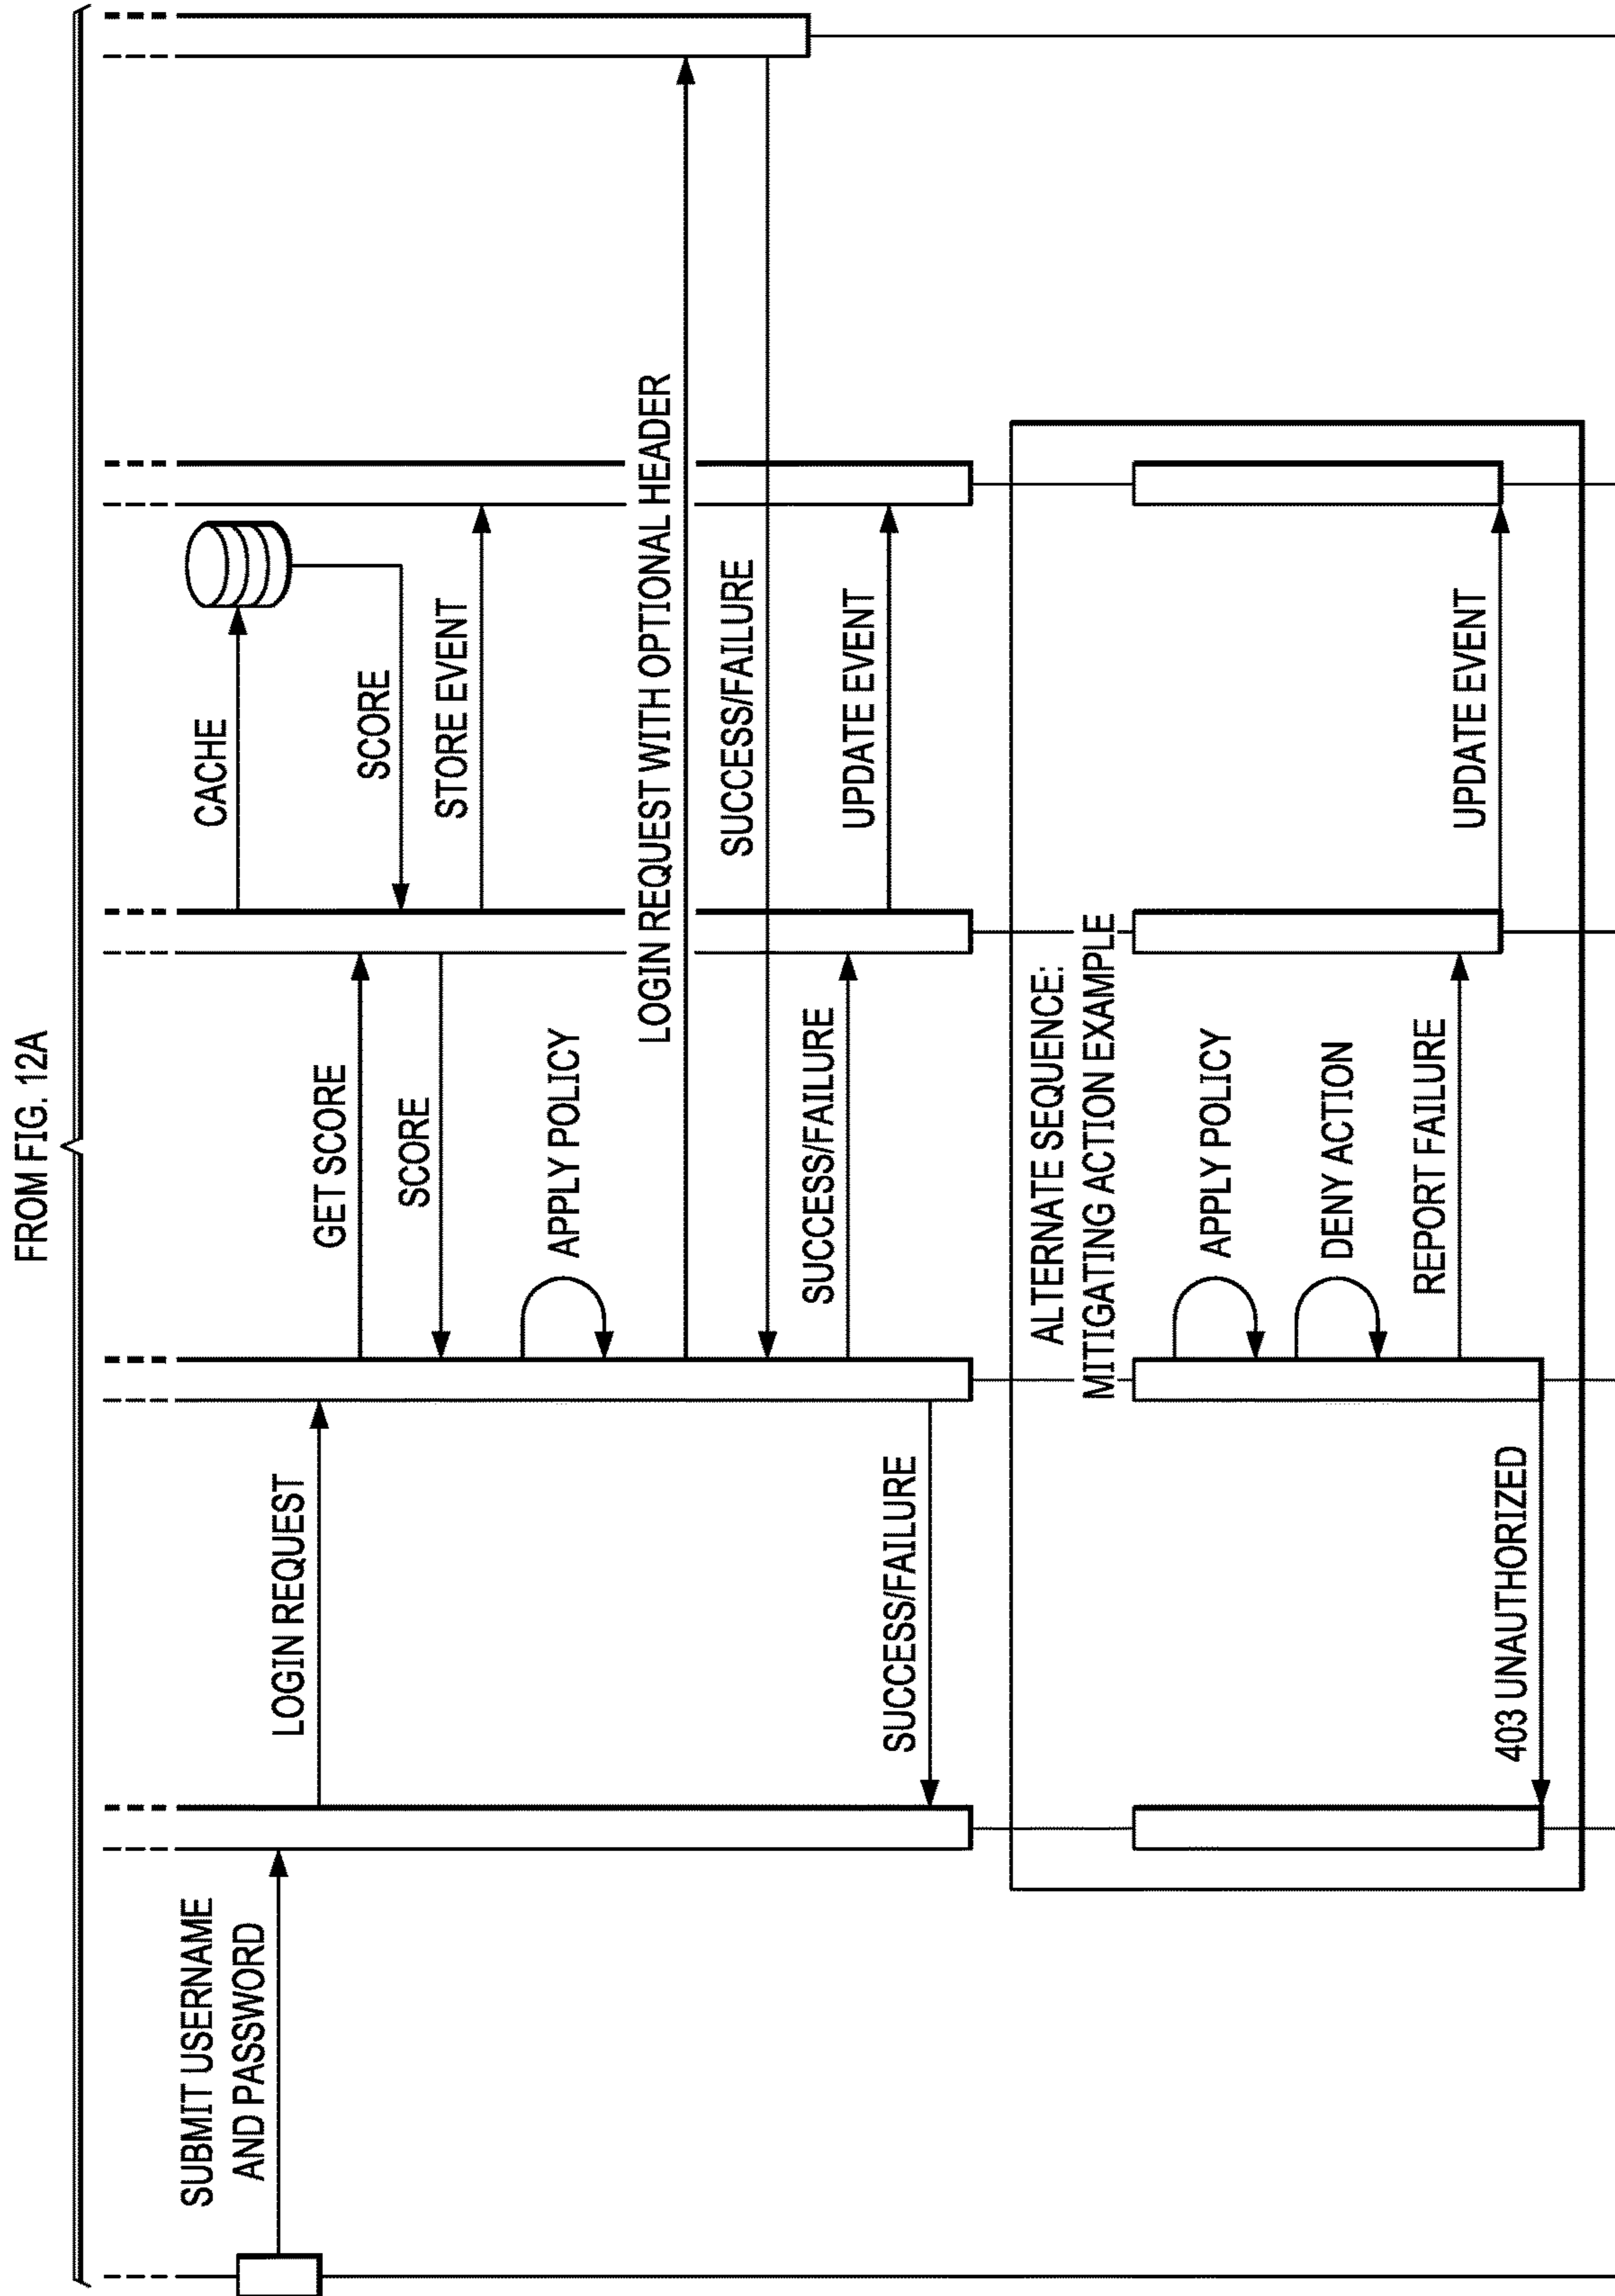 FROM FIG. 12A
SUBMIT USERNAME
AND PASSWORD
CACHE
LOGIN REQUEST
GET SCORE
SCORE
SCORE
STORE EVENT
APPLY POLICY
LOGIN REQUEST WITH OPTIONAL HEADER
SUCCESS/FAILURE
SUCCESS/FAILURE
UPDATE EVENT
SUCCESS/FAILURE
ALTERNATE SEQUENCE:
MITIGATING ACTION EXAMPLE
APPLY POLICY
DENY ACTION
REPORT FAILURE
UPDATE EVENT
403 UNAUTHORIZED